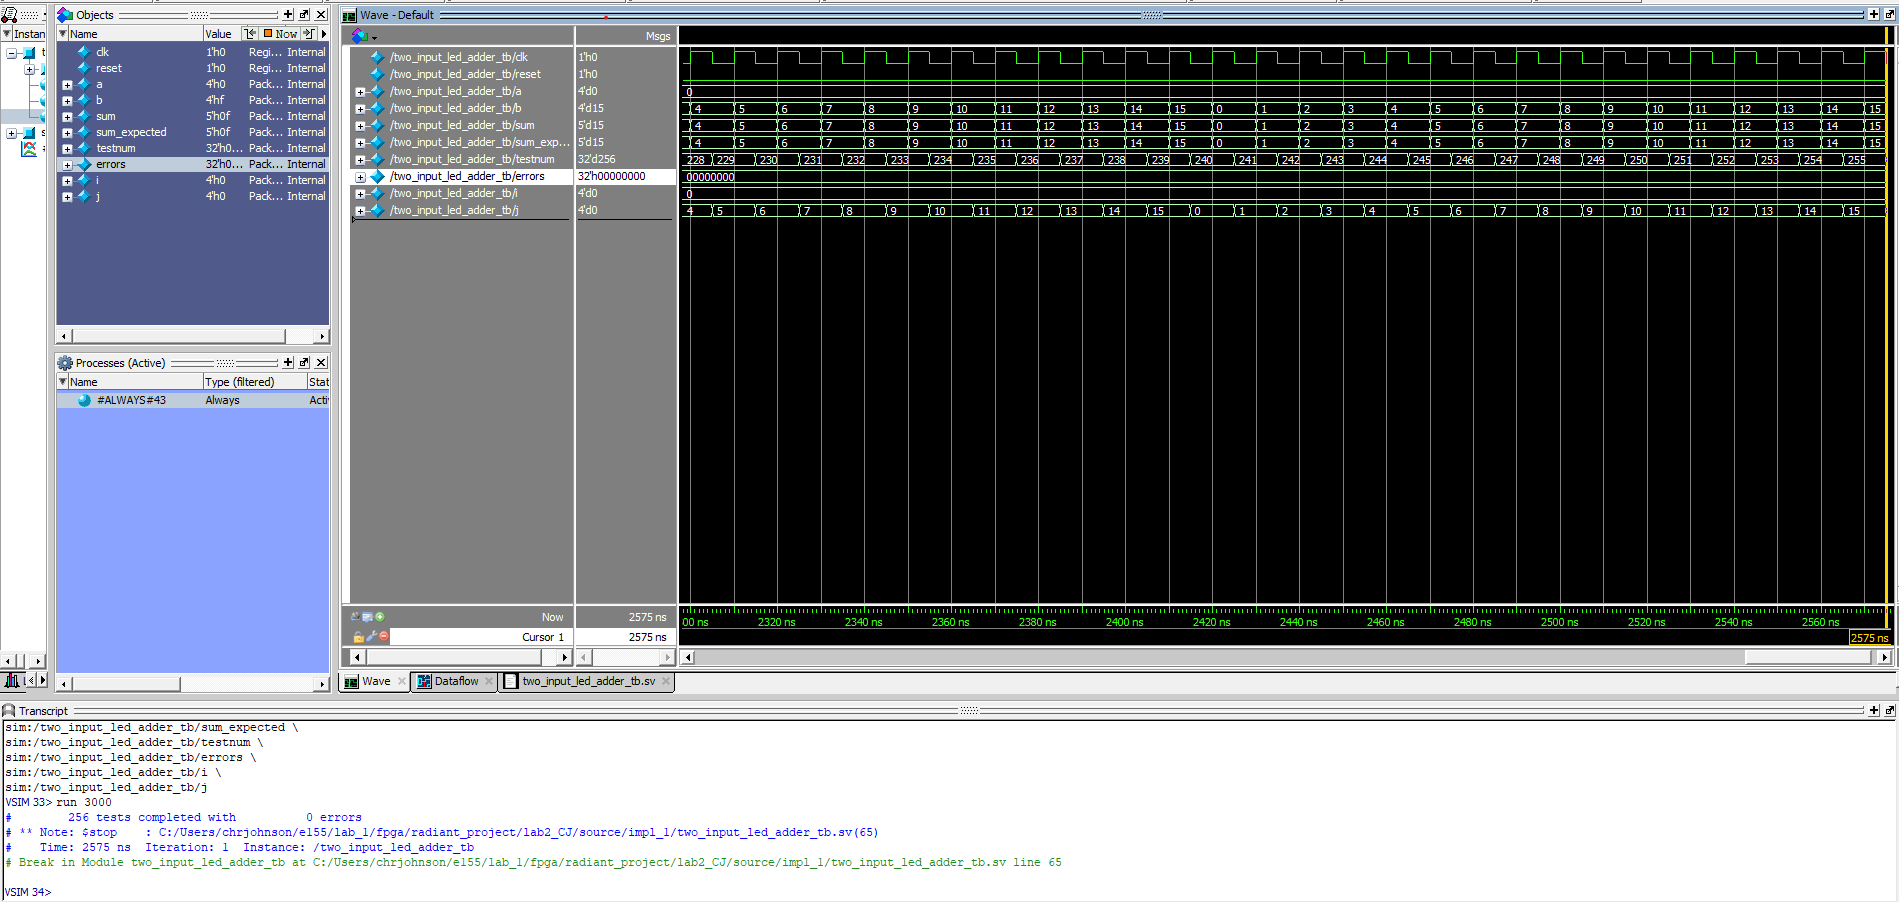 Instan
Objects
Name Value Now
clk 1'h0 Regi... Internal
reset 1'h0 Regi... Internal
a 4'h0 Pack... Internal
b 4'hf Pack... Internal
sum 5'h0f Pack... Internal
sum_expected 5'h0f Pack... Internal
testnum 32'h0... Pack... Internal
errors 32'h0... Pack... Internal
i 4'h0 Pack... Internal
j 4'h0 Pack... Internal
Processes (Active)
Name Type (filtered) Stat
#ALWAYS#43 Always Acti
Wave - Default
Msgs
/two_input_led_adder_tb/clk 1'h0
/two_input_led_adder_tb/reset 1'h0
/two_input_led_adder_tb/a 4'd0 0
/two_input_led_adder_tb/b 4'd15 4 5 6 7 8 9 10 11 12 13 14 15 0 1 2 3 4 5 6 7 8 9 10 11 12 13 14 15
/two_input_led_adder_tb/sum 5'd15 4 5 6 7 8 9 10 11 12 13 14 15 0 1 2 3 4 5 6 7 8 9 10 11 12 13 14 15
/two_input_led_adder_tb/sum_exp... 5'd15 4 5 6 7 8 9 10 11 12 13 14 15 0 1 2 3 4 5 6 7 8 9 10 11 12 13 14 15
/two_input_led_adder_tb/testnum 32'd256 228 229 230 231 232 233 234 235 236 237 238 239 240 241 242 243 244 245 246 247 248 249 250 251 252 253 254 255
/two_input_led_adder_tb/errors 32'h00000000 00000000
/two_input_led_adder_tb/i 4'd0 0
/two_input_led_adder_tb/j 4'd0 4 5 6 7 8 9 10 11 12 13 14 15 0 1 2 3 4 5 6 7 8 9 10 11 12 13 14 15
Now 2575 ns 00 ns 2320 ns 2340 ns 2360 ns 2380 ns 2400 ns 2420 ns 2440 ns 2460 ns 2480 ns 2500 ns 2520 ns 2540 ns 2560 ns
Cursor 1 2575 ns 2575 ns
Wave Dataflow two_input_led_adder_tb.sv
Transcript
sim:/two_input_led_adder_tb/sum_expected \
sim:/two_input_led_adder_tb/testnum \
sim:/two_input_led_adder_tb/errors \
sim:/two_input_led_adder_tb/i \
sim:/two_input_led_adder_tb/j
VSIM 33> run 3000
# 256 tests completed with 0 errors
# ** Note: $stop : C:/Users/chrjohnson/e155/lab_1/fpga/radiant_project/lab2_CJ/source/impl_1/two_input_led_adder_tb.sv(65)
# Time: 2575 ns Iteration: 1 Instance: /two_input_led_adder_tb
# Break in Module two_input_led_adder_tb at C:/Users/chrjohnson/e155/lab_1/fpga/radiant_project/lab2_CJ/source/impl_1/two_input_led_adder_tb.sv line 65
VSIM 34>